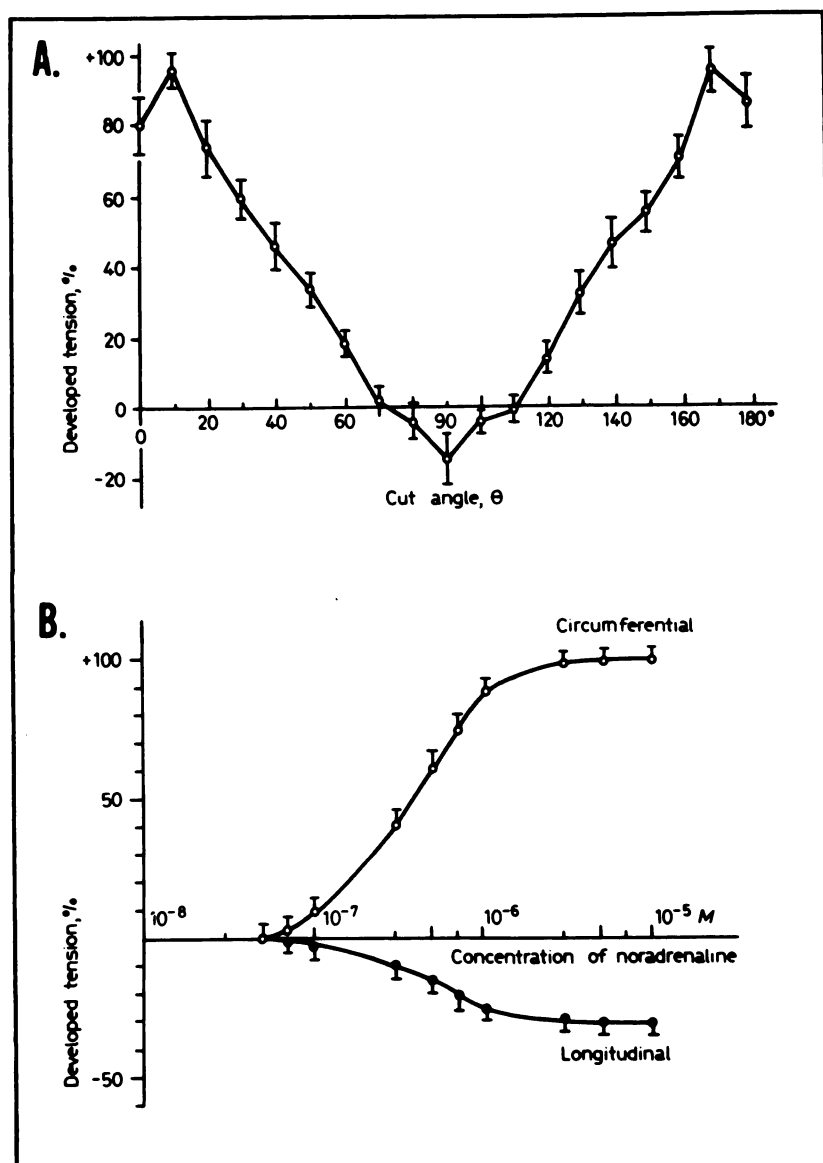 A.
+100
80
60
40
20
0
-20
Developed tension, %
0 20 40 60 80 90 100 120 140 160 180°
Cut angle, θ
B.
Circumferential
+100
50
10-8 10-7 10-6 10-5 M
Concentration of noradrenaline
Developed tension, %
-50
Longitudinal